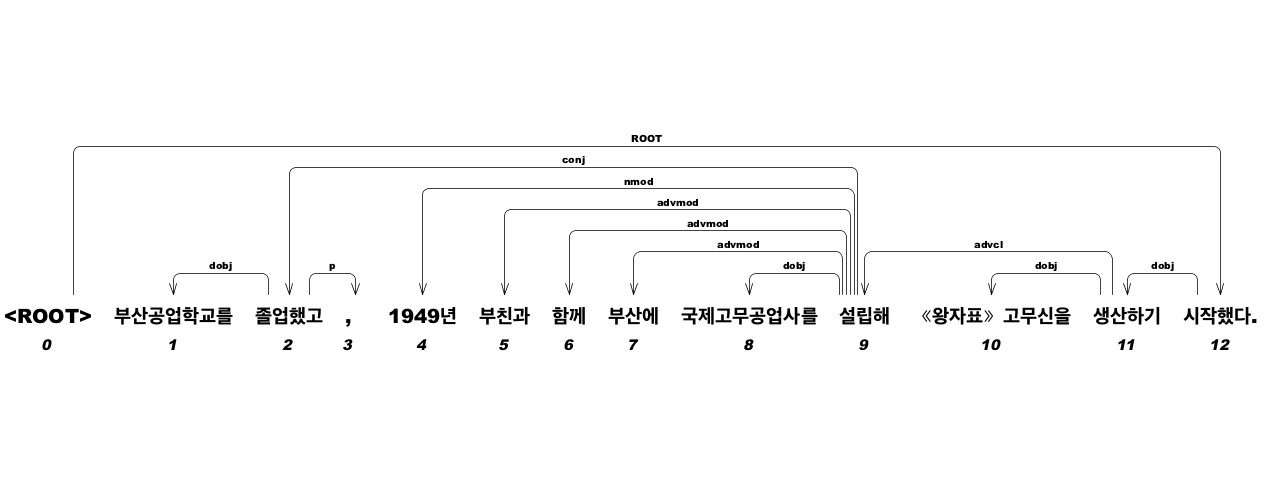 ROOT
conj
nmod
advmod
advmod
advmod advcl
dobj p dobj dobj dobj
<ROOT> 부산공업학교를 졸업했고 , 1949년 부친과 함께 부산에 국제고무공업사를 설립해 《왕자표》 고무신을 생산하기 시작했다.
0 1 2 3 4 5 6 7 8 9 10 11 12